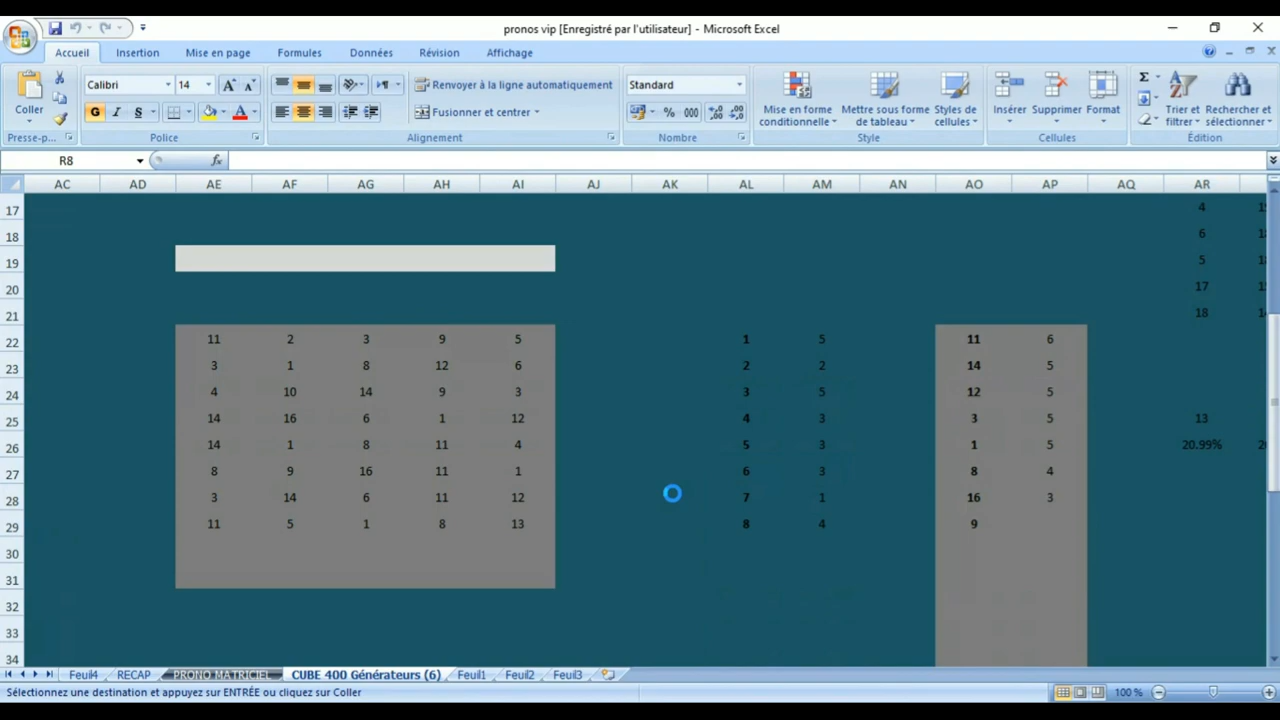 pronos vip [Enregistré par l'utilisateur] - Microsoft Excel
Accueil Insertion Mise en page Formules Données Révision Affichage
Calibri 14 Renvoyer à la ligne automatiquement Standard
Coller G I S Fusionner et centrer % 000 Mise en forme conditionnelle Mettre sous forme de tableau Styles de cellules Insérer Supprimer Format Trier et filtrer Rechercher et sélectionner
Presse-p... Police Alignement Nombre Style Cellules Édition
R8 fx
AC AD AE AF AG AH AI AJ AK AL AM AN AO AP AQ AR
17 4
18 6
19 5
20 17
21 18
22 11 2 3 9 5 1 5 11 6
23 3 1 8 12 6 2 2 14 5
24 4 10 14 9 3 3 5 12 5
25 14 16 6 1 12 4 3 3 5 13
26 14 1 8 11 4 5 3 1 5 20.99%
27 8 9 16 11 1 6 3 8 4
28 3 14 6 11 12 7 1 16 3
29 11 5 1 8 13 8 4 9
30
31
32
33
34
Feuil4 RECAP PRONO MATRICIEL CUBE 400 Générateurs (6) Feuil1 Feuil2 Feuil3
Sélectionnez une destination et appuyez sur ENTRÉE ou cliquez sur Coller 100 %